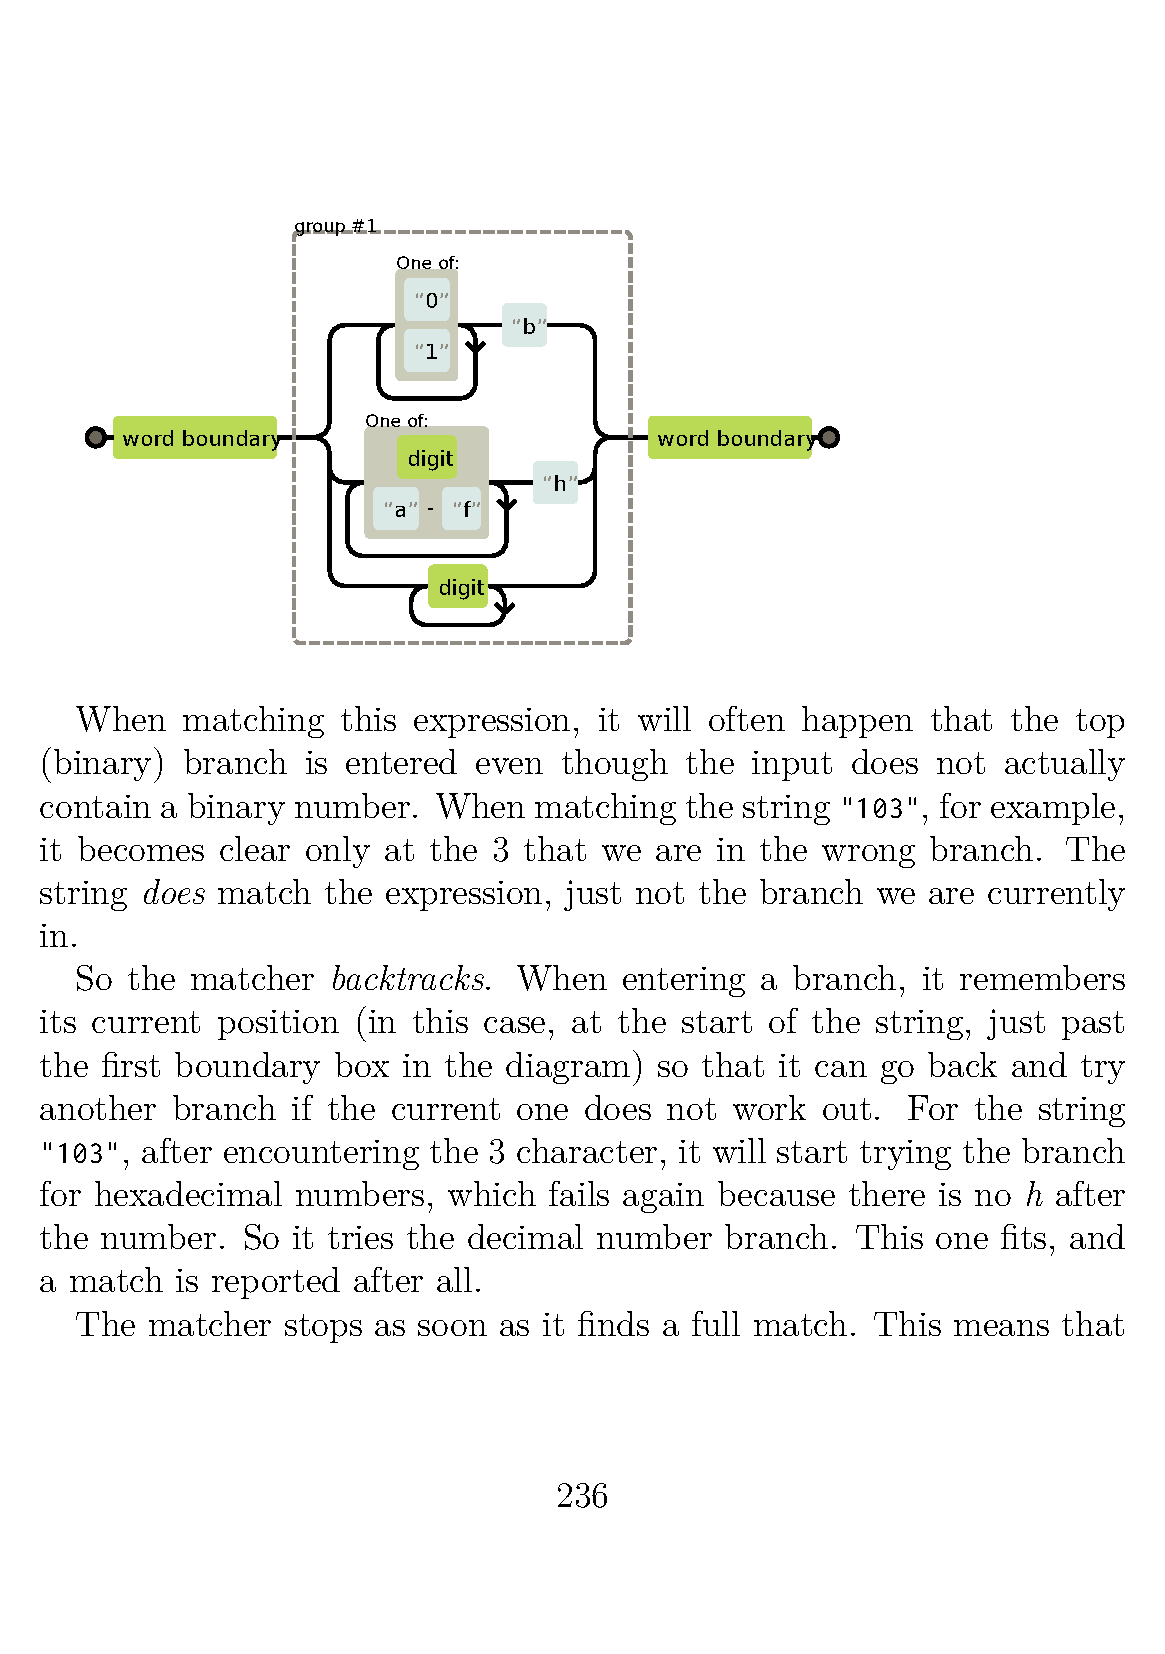 group #1
One of:
“0”
“1”
“b”
word boundary
One of:
digit
“a” - “f”
“h”
word boundary
digit
When matching this expression, it will often happen that the top
(binary) branch is entered even though the input does not actually
contain a binary number. When matching the string "103", for example,
it becomes clear only at the 3 that we are in the wrong branch. The
string does match the expression, just not the branch we are currently
in.
So the matcher backtracks. When entering a branch, it remembers
its current position (in this case, at the start of the string, just past
the first boundary box in the diagram) so that it can go back and try
another branch if the current one does not work out. For the string
"103", after encountering the 3 character, it will start trying the branch
for hexadecimal numbers, which fails again because there is no h after
the number. So it tries the decimal number branch. This one fits, and
a match is reported after all.
The matcher stops as soon as it finds a full match. This means that
236